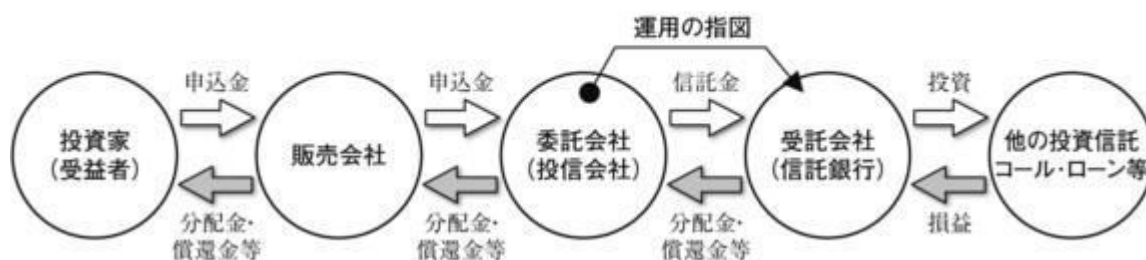 運用の指図
申込金
申込金
信託金
投資
投資家
(受益者)
販売会社
委託会社
(投信会社)
受託会社
(信託銀行)
他の投資信託
コール・ローン等
分配金・
償還金等
分配金・
償還金等
分配金・
償還金等
損益